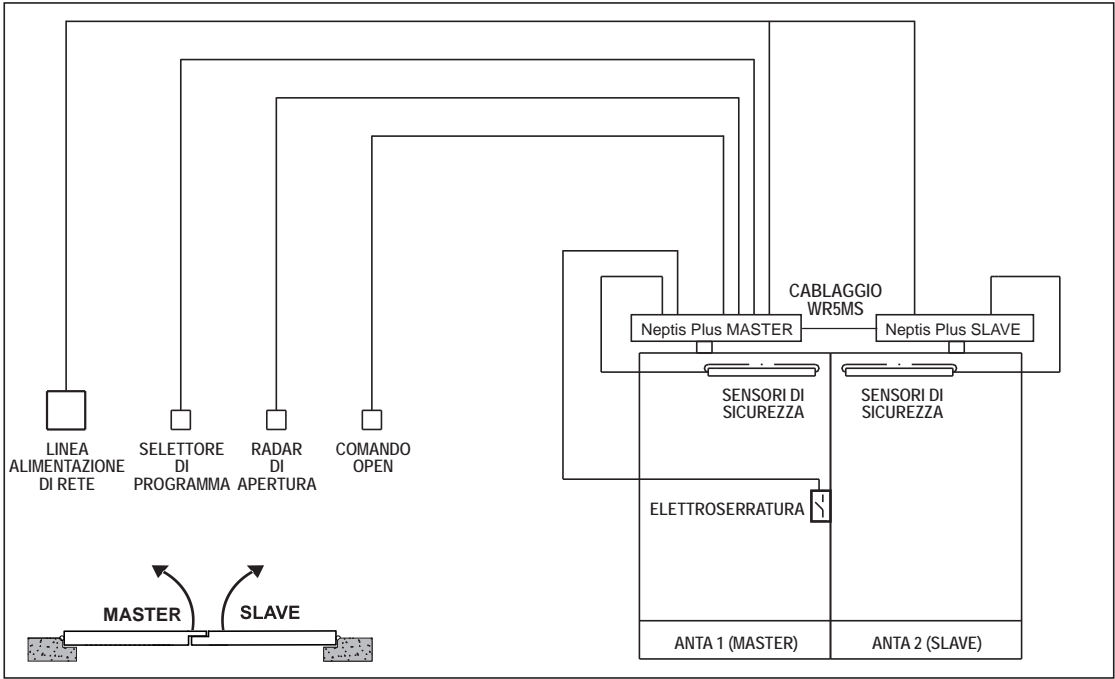 CABLAGGIO
WR5MS
Neptis Plus MASTER
Neptis Plus SLAVE
SENSORI DI
SICUREZZA
SENSORI DI
SICUREZZA
LINEA
ALIMENTAZIONE
DI RETE
SELETTORE
DI
PROGRAMMA
RADAR
DI
APERTURA
COMANDO
OPEN
ELETTROSERRATURA
MASTER
SLAVE
ANTA 1 (MASTER)
ANTA 2 (SLAVE)